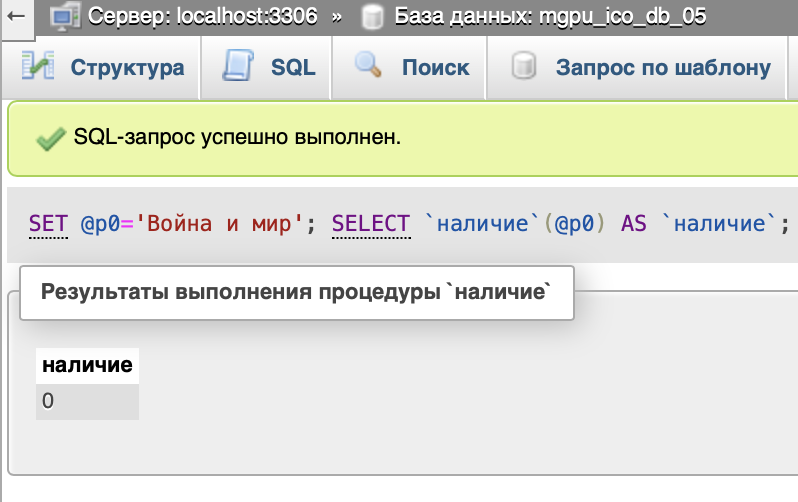 ← Сервер: localhost:3306 » База данных: mgpu_ico_db_05
Структура SQL Поиск Запрос по шаблону
SQL-запрос успешно выполнен.
SET @p0='Война и мир'; SELECT `наличие`(@p0) AS `наличие`;
Результаты выполнения процедуры `наличие`
наличие
0